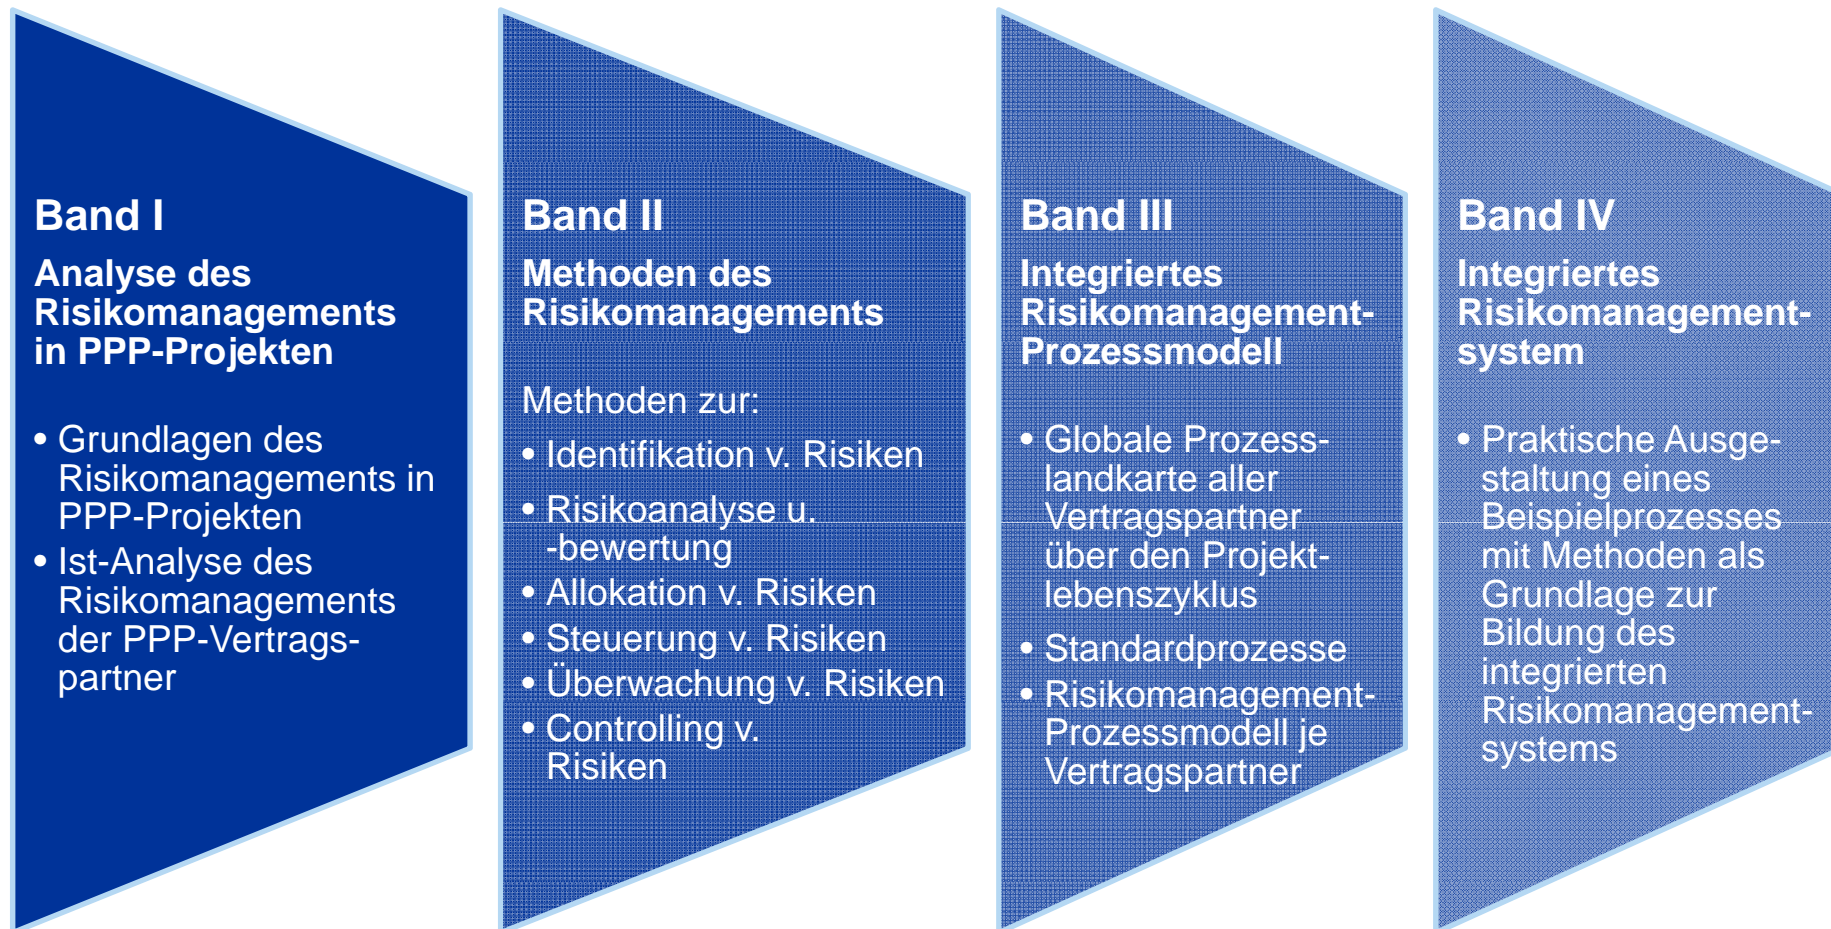 Band I
Analyse des
Risikomanagements
in PPP-Projekten
• Grundlagen des
Risikomanagements in
PPP-Projekten
• Ist-Analyse des
Risikomanagements
der PPP-Vertrags-
partner
Band II
Methoden des
Risikomanagements
Methoden zur:
• Identifikation v. Risiken
• Risikoanalyse u.
-bewertung
• Allokation v. Risiken
• Steuerung v. Risiken
• Überwachung v. Risiken
• Controlling v.
Risiken
Band III
Integriertes
Risikomanagement-
Prozessmodell
• Globale Prozess-
landkarte aller
Vertragspartner
über den Projekt-
lebenszyklus
• Standardprozesse
• Risikomanagement-
Prozessmodell je
Vertragspartner
Band IV
Integriertes
Risikomanagement-
system
• Praktische Ausge-
staltung eines
Beispielprozesses
mit Methoden als
Grundlage zur
Bildung des
integrierten
Risikomanagement-
systems